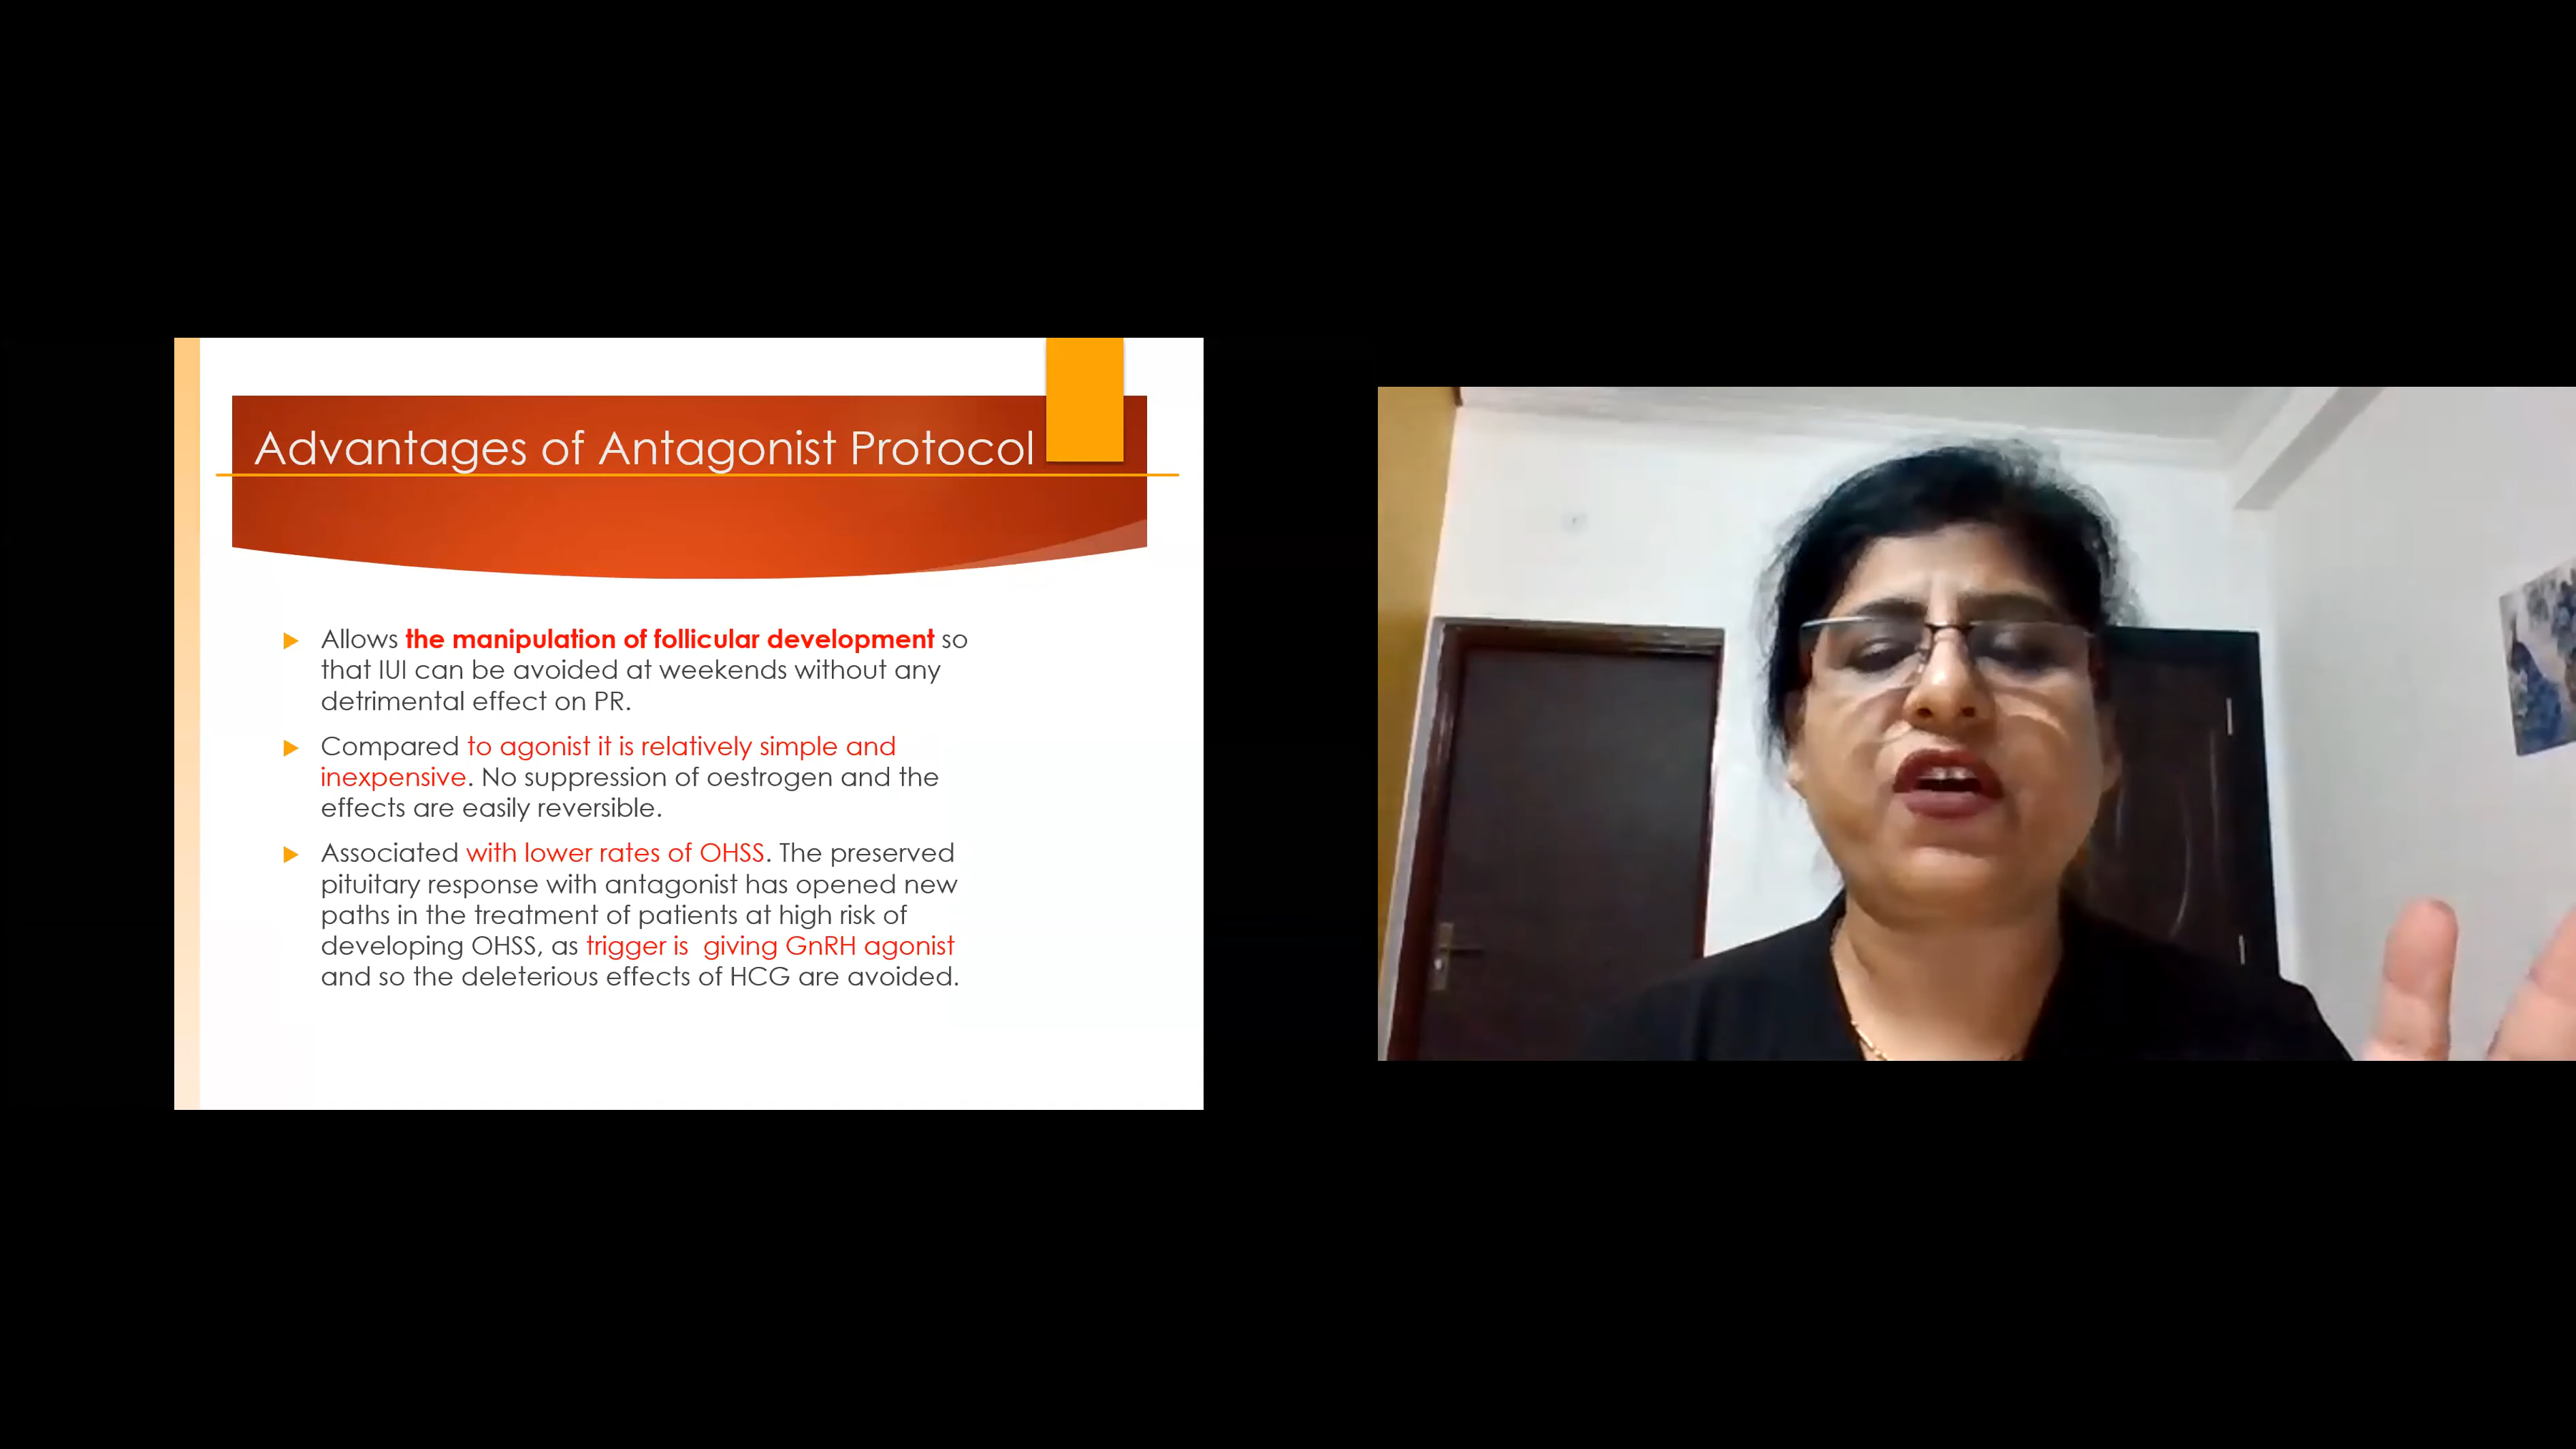 Advantages of Antagonist Protocol
Allows the manipulation of follicular development so
that IUI can be avoided at weekends without any
detrimental effect on PR.
Compared to agonist it is relatively simple and
inexpensive. No suppression of oestrogen and the
effects are easily reversible.
Associated with lower rates of OHSS. The preserved
pituitary response with antagonist has opened new
paths in the treatment of patients at high risk of
developing OHSS, as trigger is  giving GnRH agonist
and so the deleterious effects of HCG are avoided.